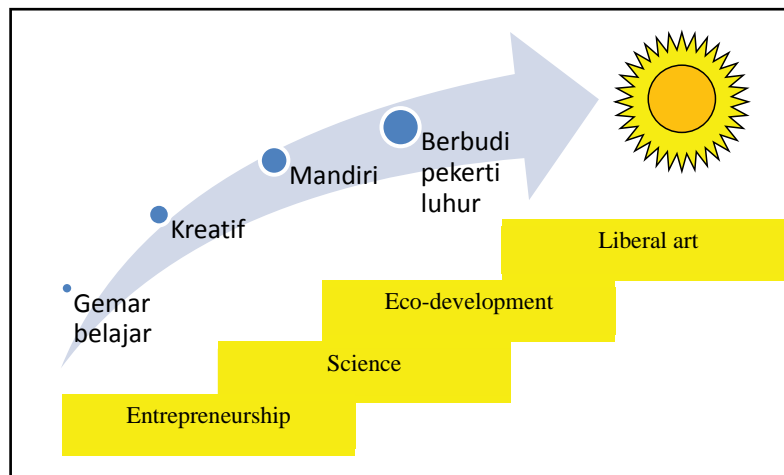 Berbudi
pekerti
luhur
Mandiri
Kreatif
Gemar
belajar
Liberal art
Eco-development
Science
Entrepreneurship